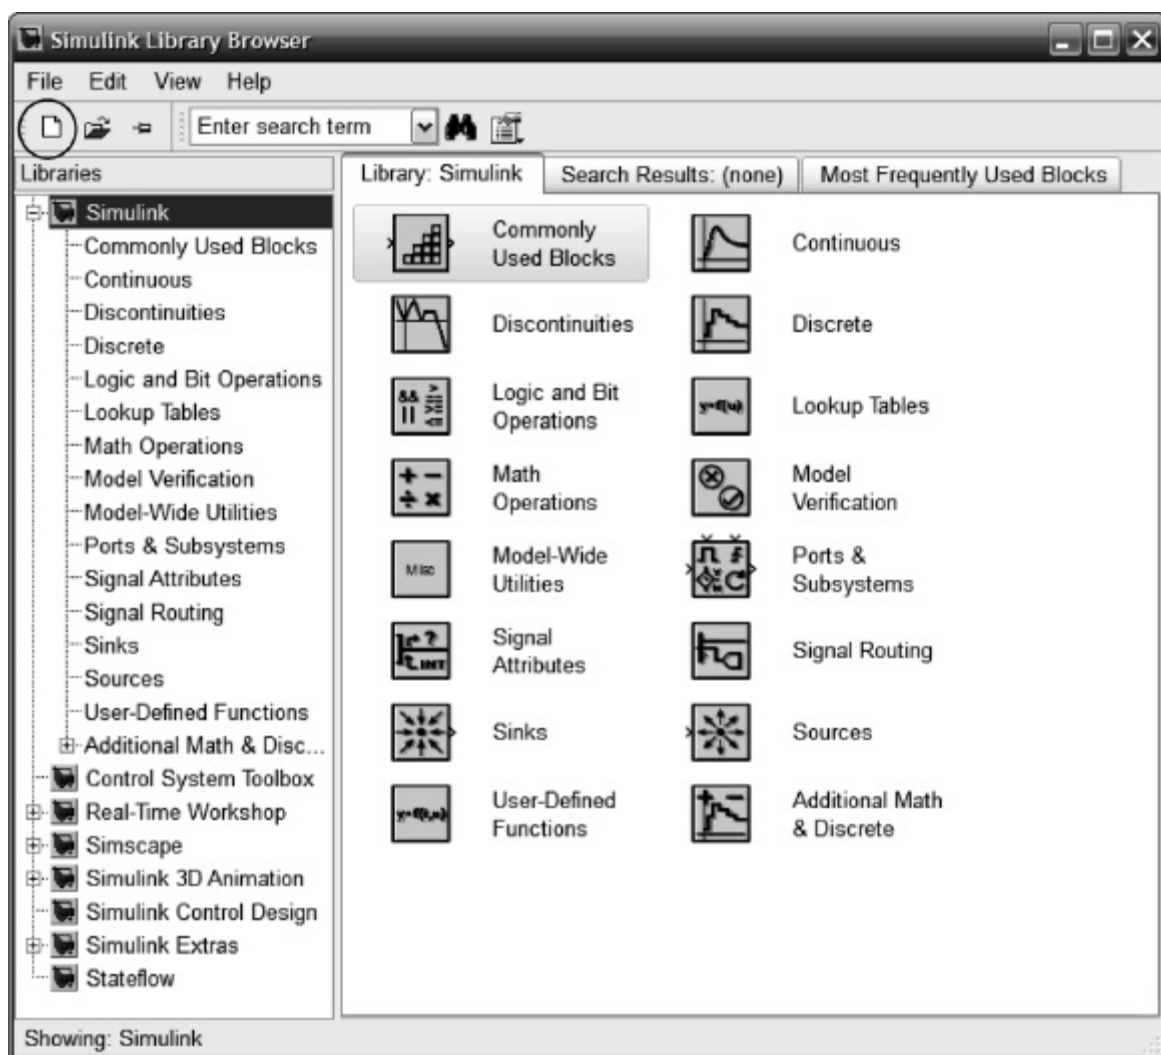 Simulink Library Browser
File Edit View Help
Enter search term
Libraries
Library: Simulink Search Results: (none) Most Frequently Used Blocks
Simulink
Commonly Used Blocks
Continuous
Discontinuities
Discrete
Logic and Bit Operations
Lookup Tables
Math Operations
Model Verification
Model-Wide Utilities
Ports & Subsystems
Signal Attributes
Signal Routing
Sinks
Sources
User-Defined Functions
Additional Math & Disc...
Control System Toolbox
Real-Time Workshop
Simscape
Simulink 3D Animation
Simulink Control Design
Simulink Extras
Stateflow
Commonly
Used Blocks
Continuous
Discontinuities
Discrete
&& >
|| >=
<=
Logic and Bit
Operations
y=f(u)
Lookup Tables
+ −
÷ ×
Math
Operations
Model
Verification
Misc
Model-Wide
Utilities
Ports &
Subsystems
?
INT
Signal
Attributes
Signal Routing
Sinks
Sources
y=f(t,u)
User-Defined
Functions
+ −
Additional Math
& Discrete
Showing: Simulink